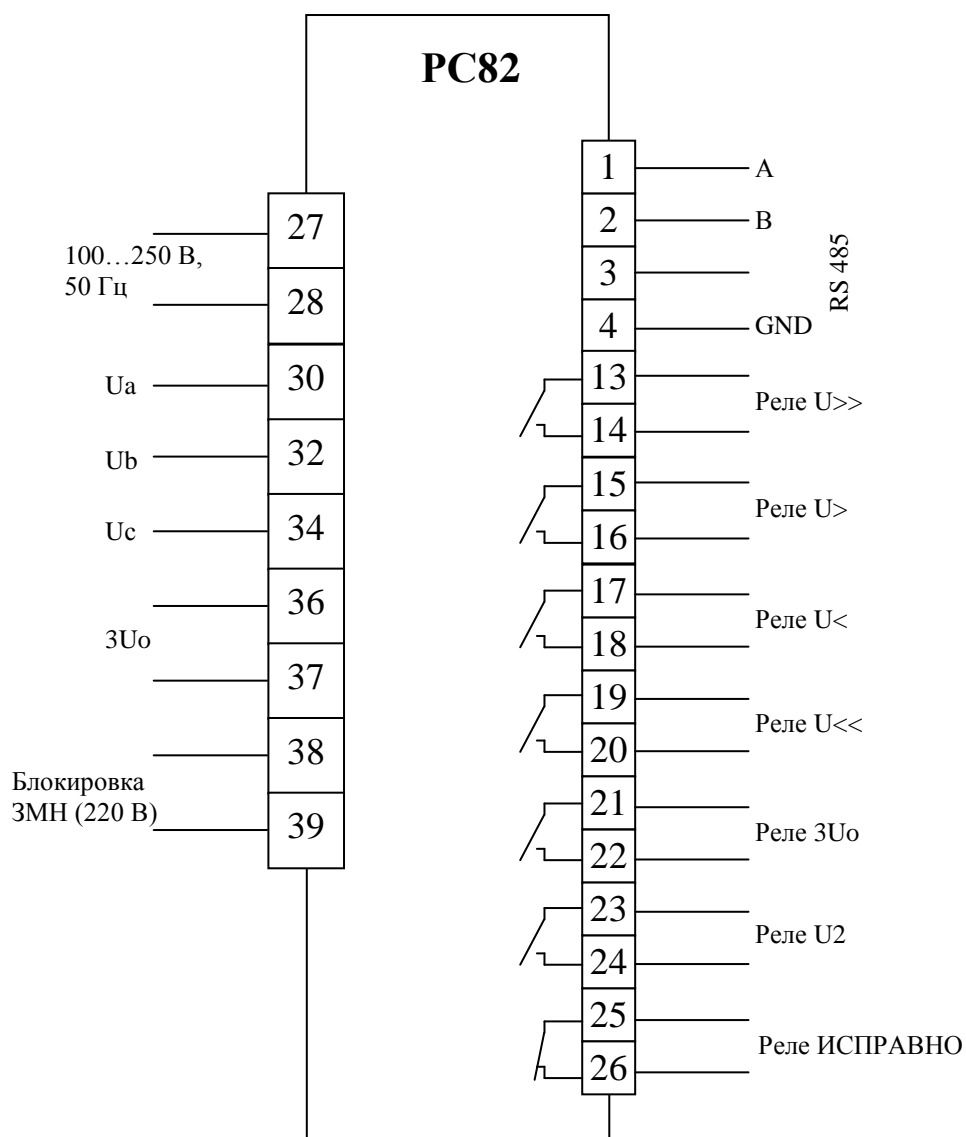 РС82
27
100…250 В,
50 Гц
28
30
Ua
32
Ub
34
Uc
36
3Uo
37
38
Блокировка
ЗМН (220 В)
39
1
A
2
B
3
RS 485
4
GND
13
Реле U>>
14
15
Реле U>
16
17
Реле U<
18
19
Реле U<<
20
21
Реле 3Uo
22
23
Реле U2
24
25
Реле ИСПРАВНО
26